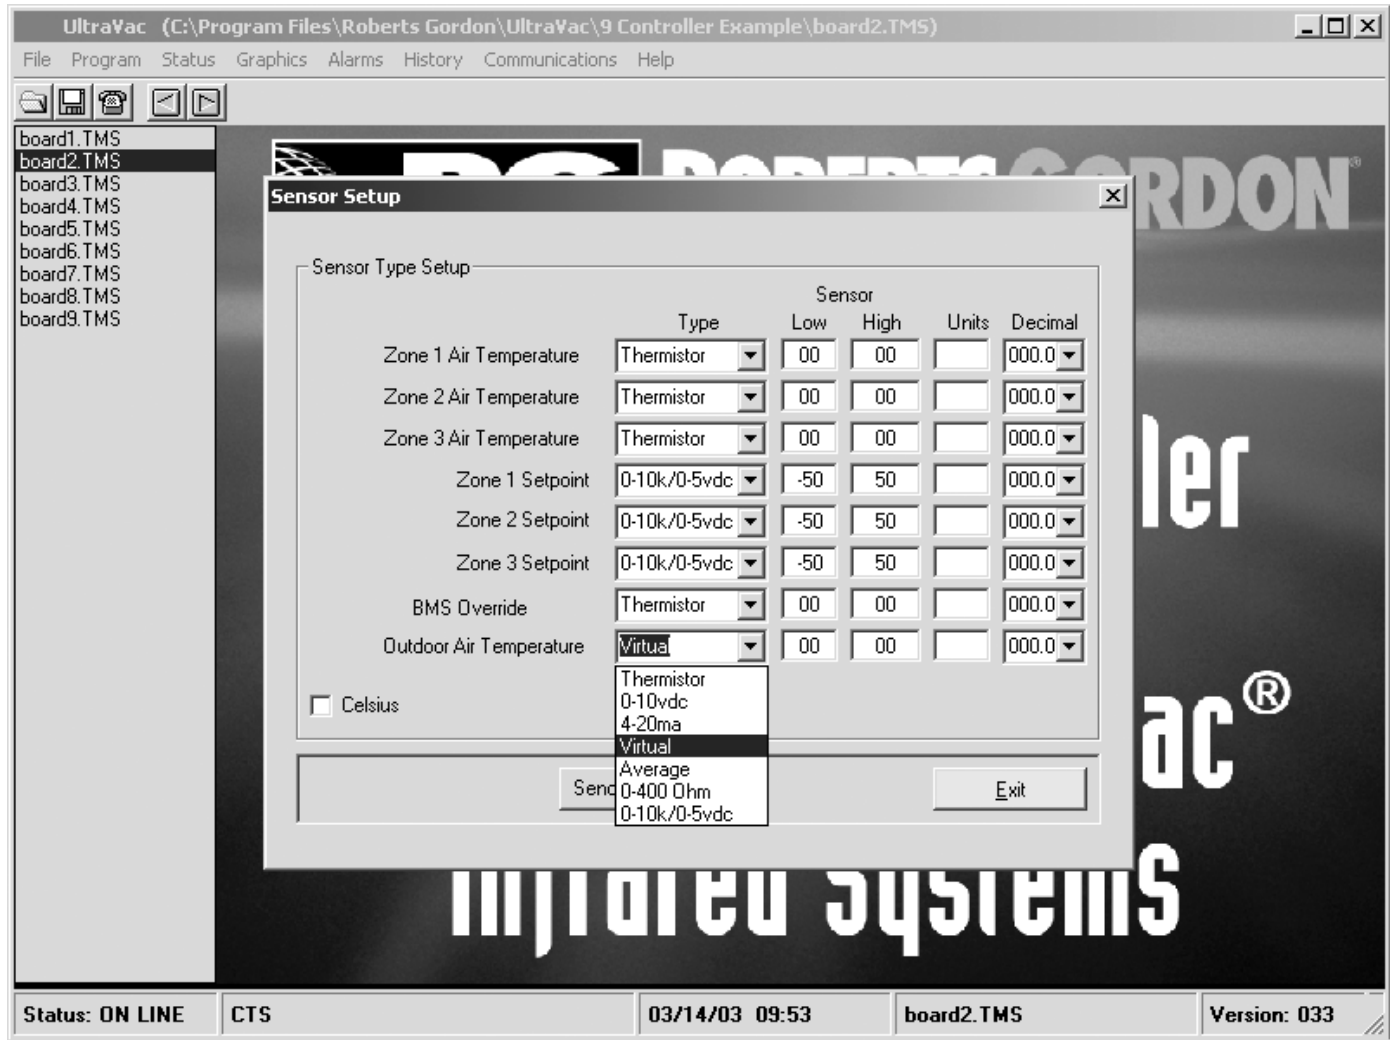 UltraVac (C:\Program Files\Roberts Gordon\UltraVac\9 Controller Example\board2.TMS)
File Program Status Graphics Alarms History Communications Help
board1.TMS
board2.TMS
board3.TMS
board4.TMS
board5.TMS
board6.TMS
board7.TMS
board8.TMS
board9.TMS
ROBERTS GORDON®
Sensor Setup
Sensor Type Setup
Sensor
Type Low High Units Decimal
Zone 1 Air Temperature Thermistor 00 00 000.0
Zone 2 Air Temperature Thermistor 00 00 000.0
Zone 3 Air Temperature Thermistor 00 00 000.0
Zone 1 Setpoint 0-10k/0-5vdc -50 50 000.0
Zone 2 Setpoint 0-10k/0-5vdc -50 50 000.0
Zone 3 Setpoint 0-10k/0-5vdc -50 50 000.0
BMS Override Thermistor 00 00 000.0
Outdoor Air Temperature Virtual 00 00 000.0
Thermistor
0-10vdc
4-20ma
Virtual
Average
0-400 Ohm
0-10k/0-5vdc
Celsius
Send
Exit
ler
ac®
Infrared Systems
Status: ON LINE CTS 03/14/03 09:53 board2.TMS Version: 033